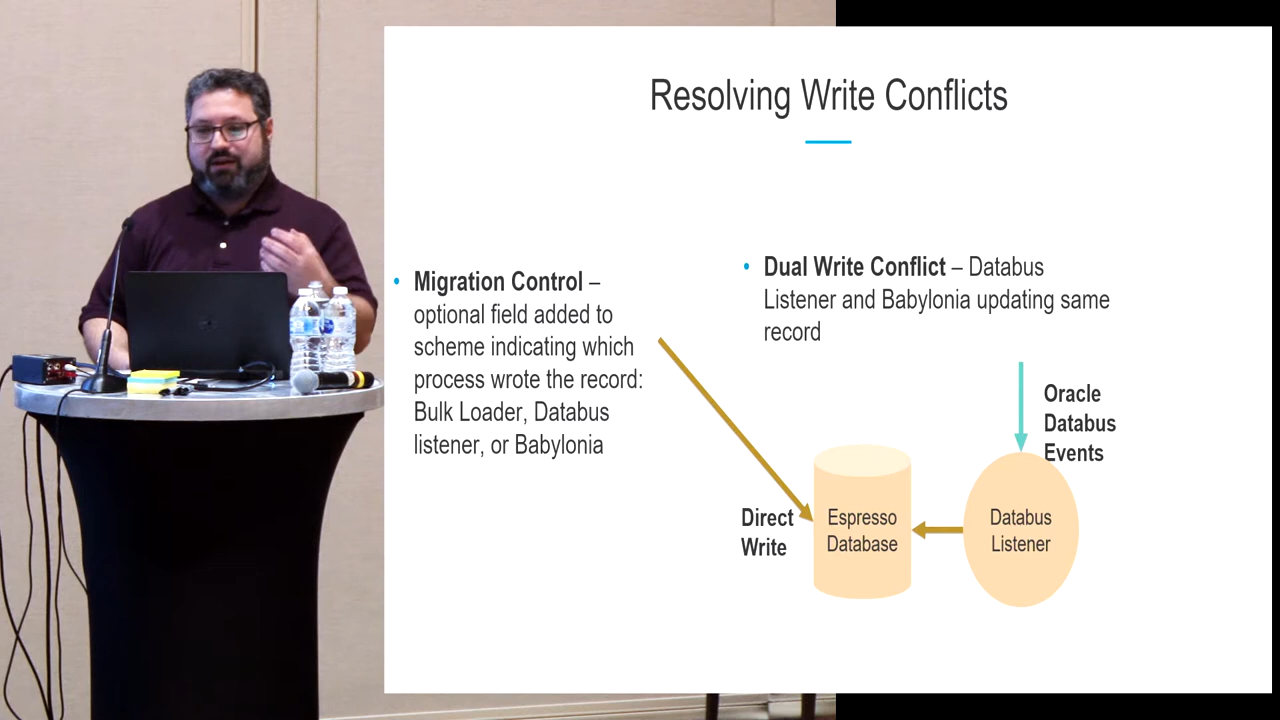 Resolving Write Conflicts
• Migration Control –
optional field added to
scheme indicating which
process wrote the record:
Bulk Loader, Databus
listener, or Babylonia
• Dual Write Conflict – Databus
Listener and Babylonia updating same
record
Oracle
Databus
Events
Direct
Write
Espresso
Database
Databus
Listener